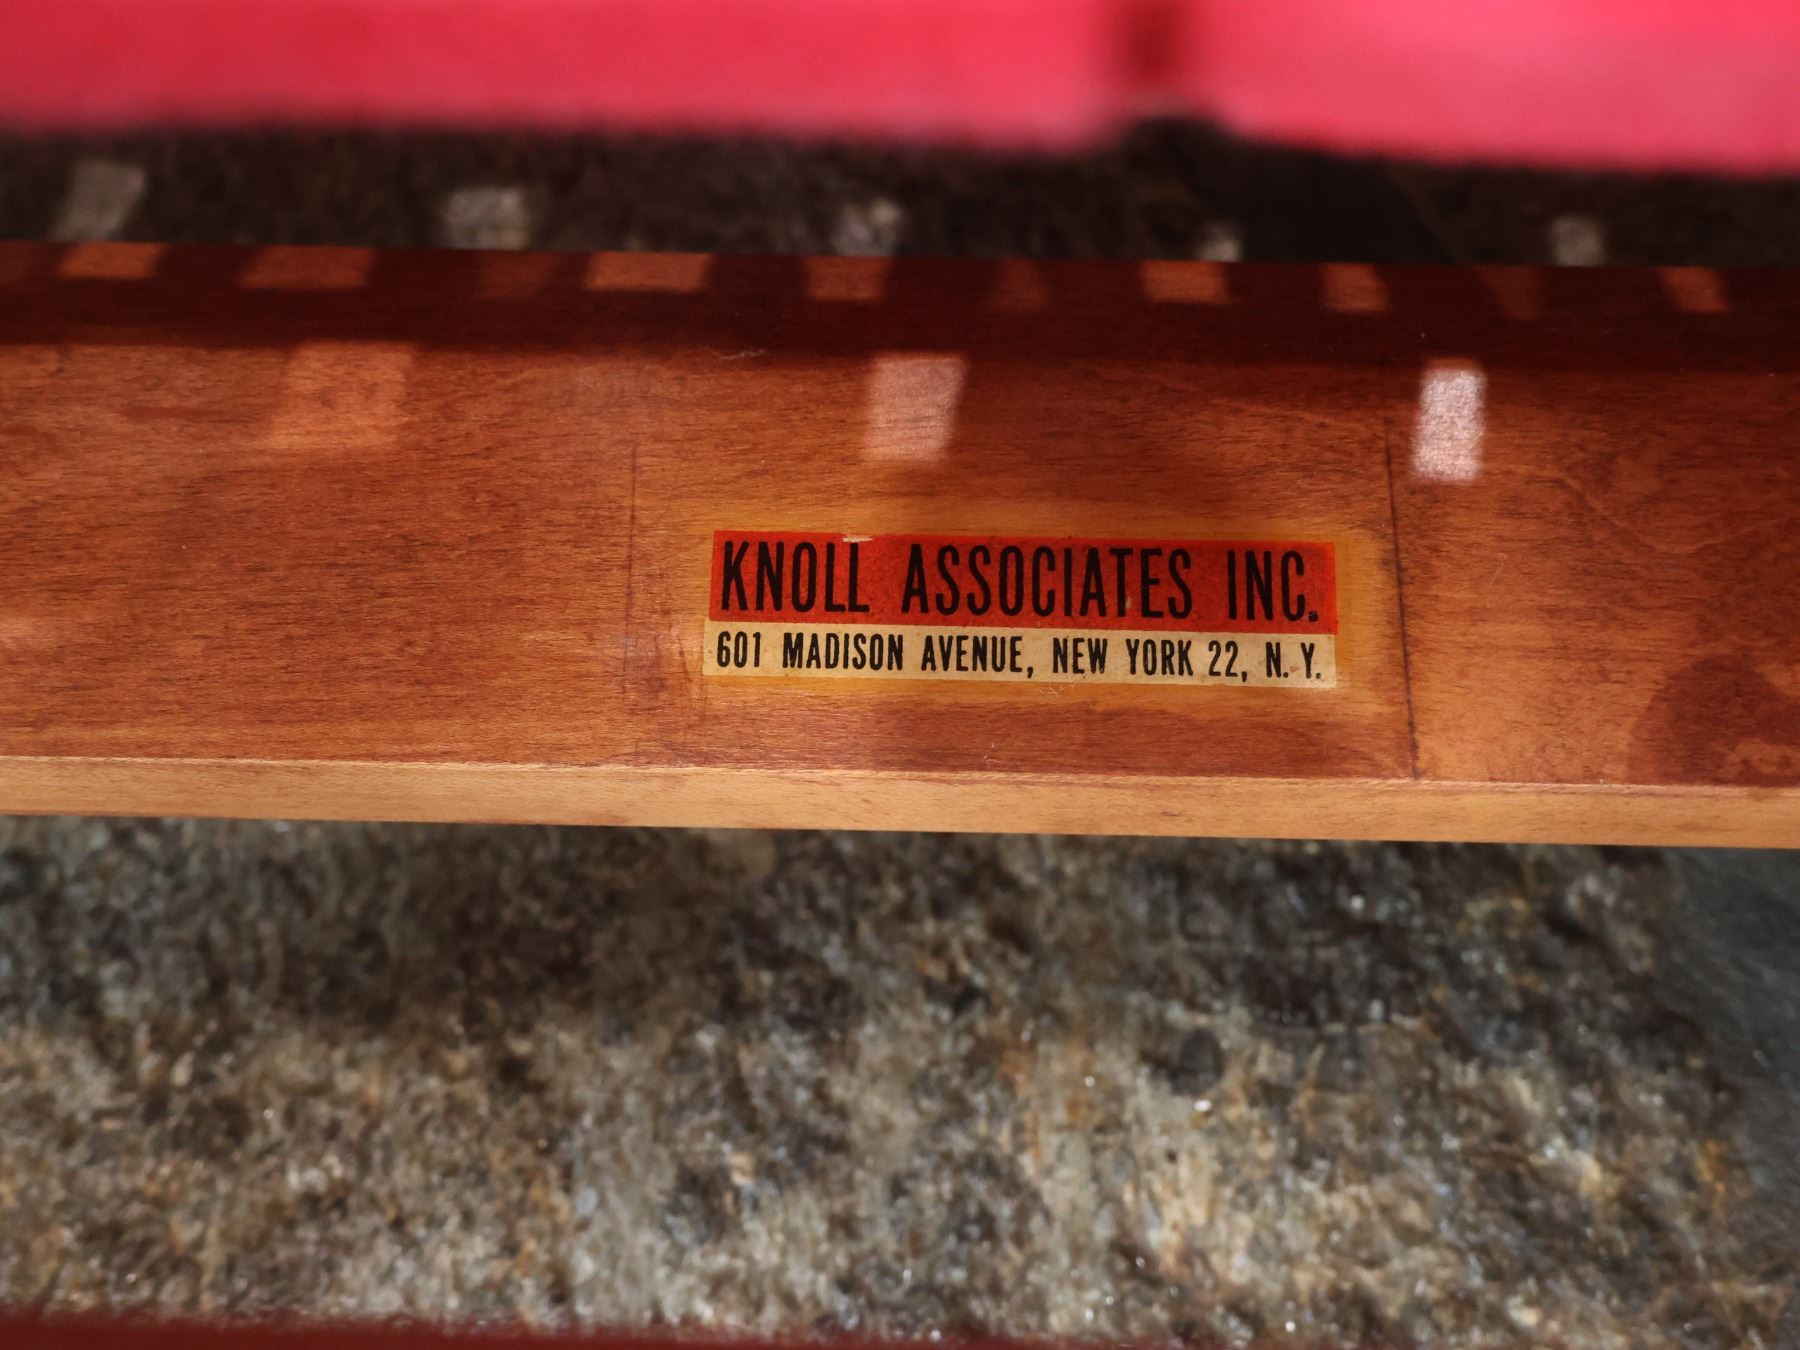 KNOLL ASSOCIATES INC.
601 MADISON AVENUE, NEW YORK 22, N.Y.